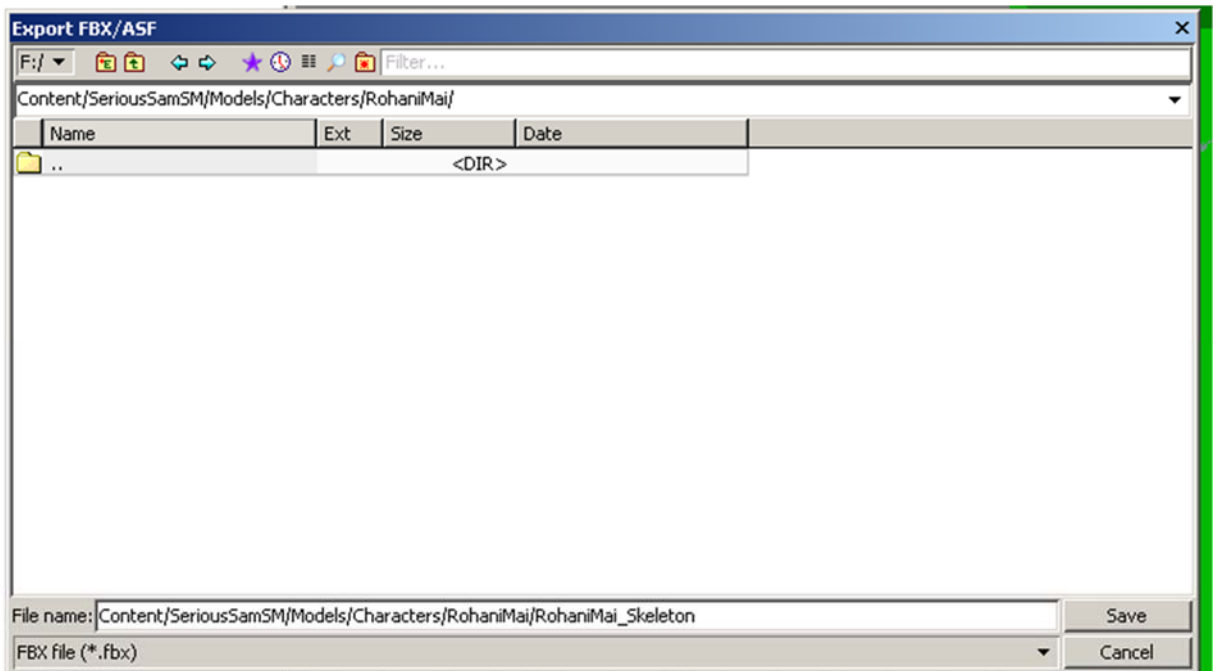 Export FBX/ASF
F:/ Filter...
Content/SeriousSamSM/Models/Characters/RohaniMai/
Name Ext Size Date
.. <DIR>
File name: Content/SeriousSamSM/Models/Characters/RohaniMai/RohaniMai_Skeleton Save
FBX file (*.fbx) Cancel